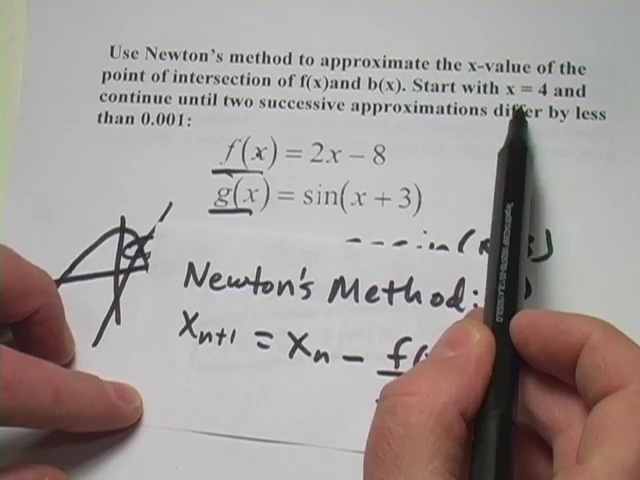 Use Newton's method to approximate the x-value of the
point of intersection of f(x)and b(x). Start with x = 4 and
continue until two successive approximations differ by less
than 0.001:
f(x) = 2x – 8
g(x) = sin(x + 3)
Newton's Method:
Xn+1 = Xn – f(